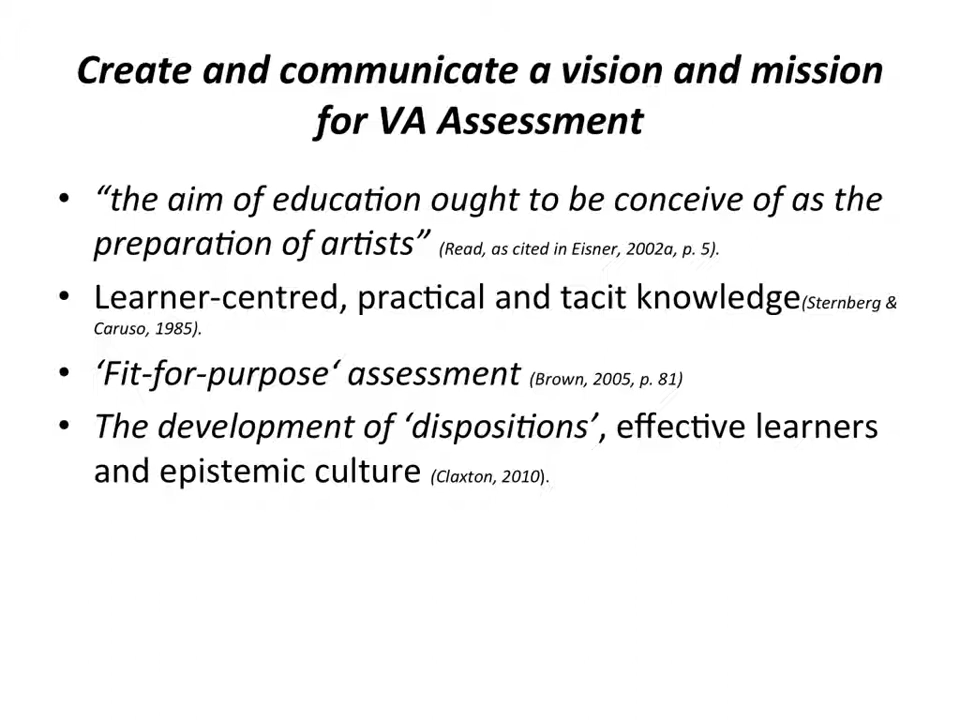 Create and communicate a vision and mission
for VA Assessment
• “the aim of education ought to be conceive of as the
preparation of artists” (Read, as cited in Eisner, 2002a, p. 5).
• Learner-centred, practical and tacit knowledge(Sternberg &
Caruso, 1985).
• ‘Fit-for-purpose‘ assessment (Brown, 2005, p. 81)
• The development of ‘dispositions’, effective learners
and epistemic culture (Claxton, 2010).